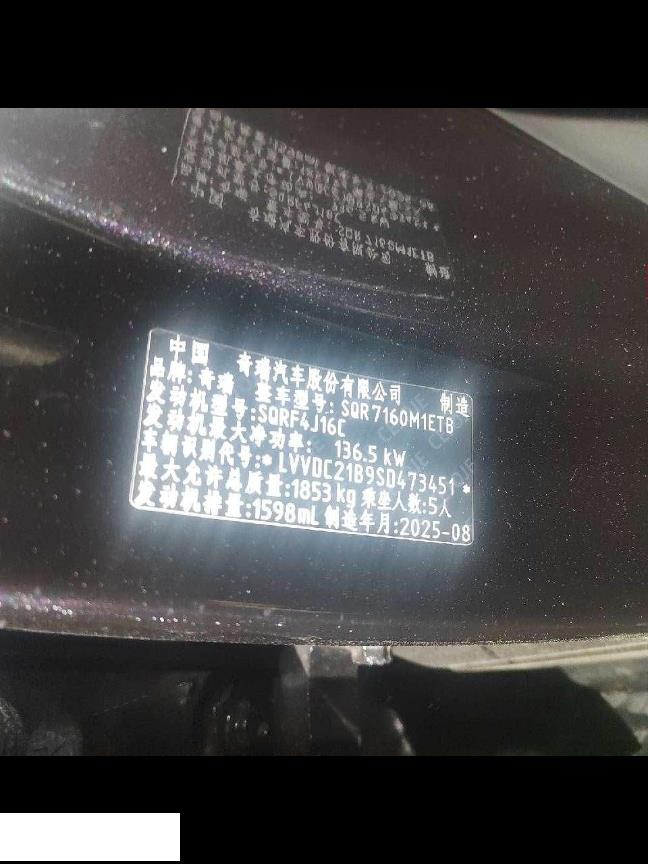 中国 奇瑞汽车股份有限公司 制造
品牌:奇瑞 整车型号:SQR7160M1ETB
发动机型号:SQRF4J16C
发动机最大净功率: 136.5 kW
车辆识别代号:*LVVDC21B9SD473451*
最大允许总质量:1853kg 乘坐人数:5人
发动机排量:1598mL 制造年月:2025-08